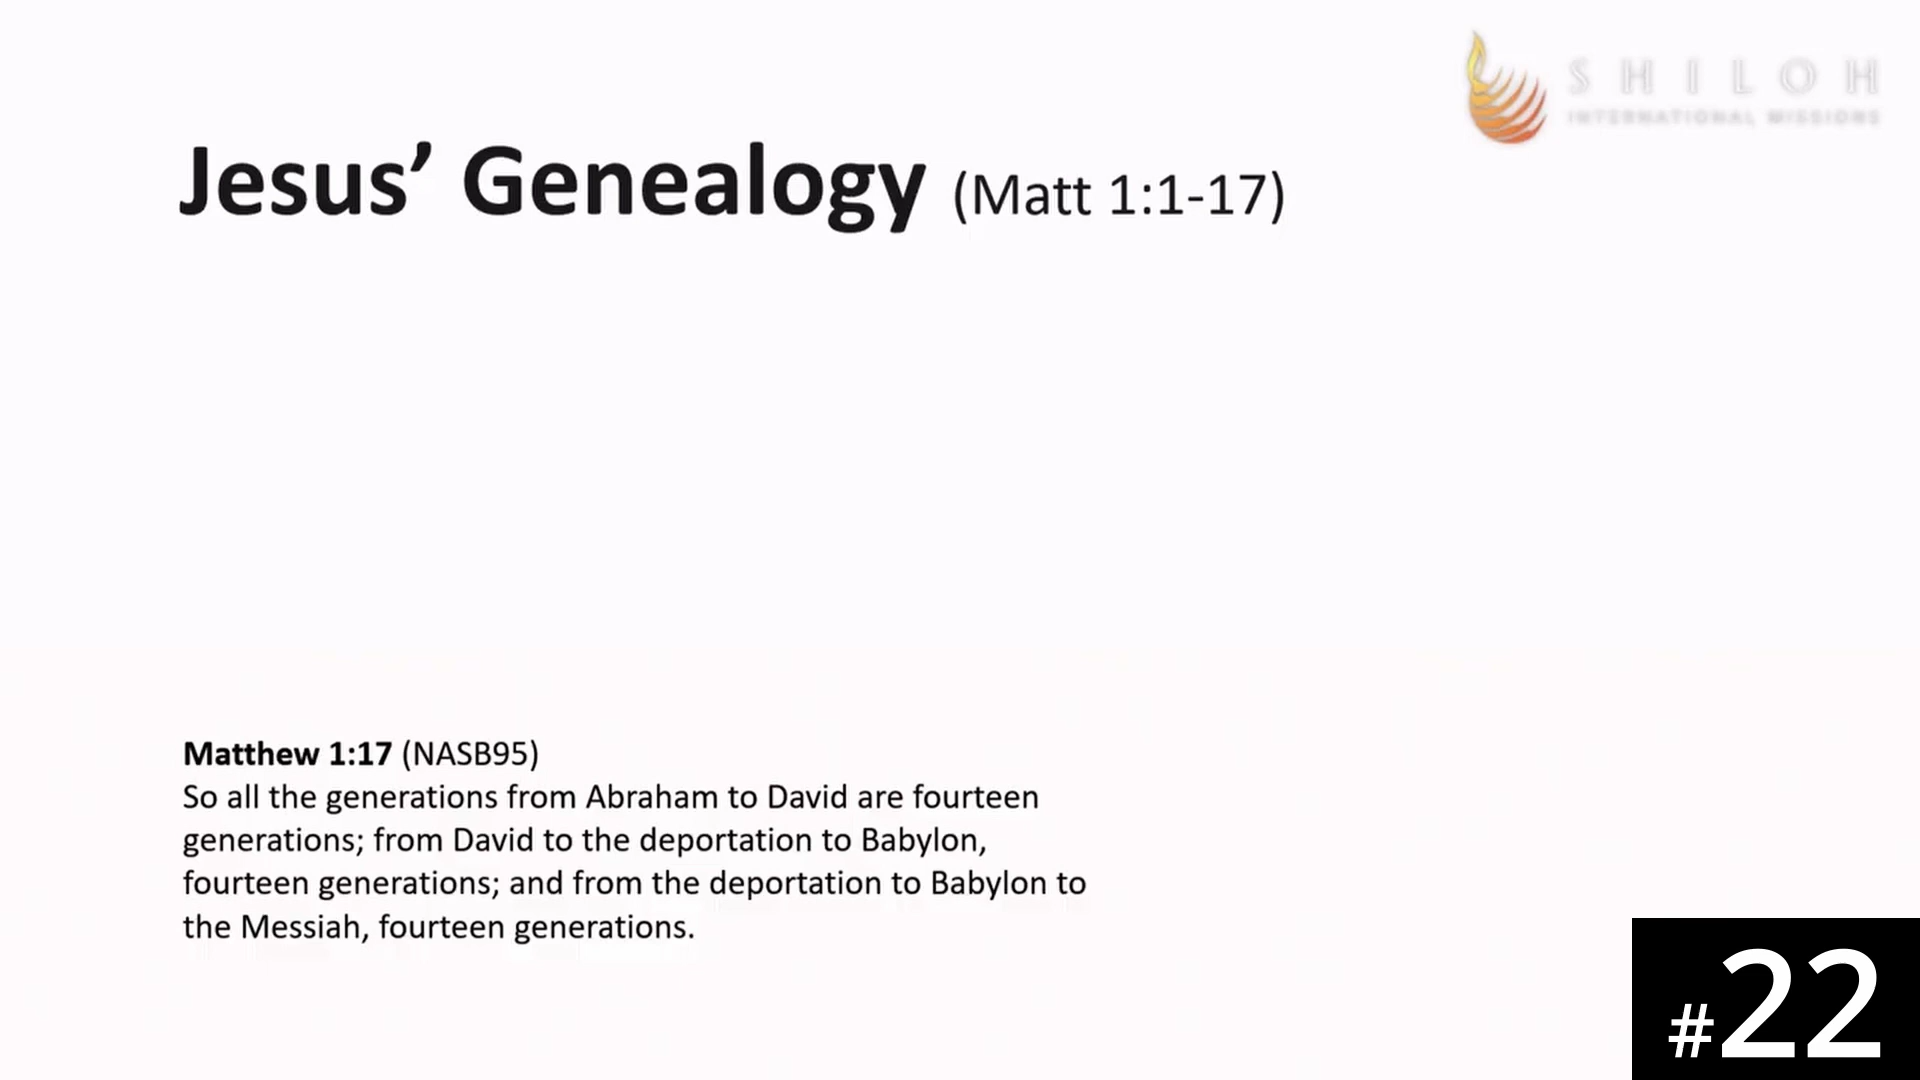 SHILOH
INTERNATIONAL MISSIONS
Jesus’ Genealogy (Matt 1:1-17)
Matthew 1:17 (NASB95)
So all the generations from Abraham to David are fourteen
generations; from David to the deportation to Babylon,
fourteen generations; and from the deportation to Babylon to
the Messiah, fourteen generations.
#22